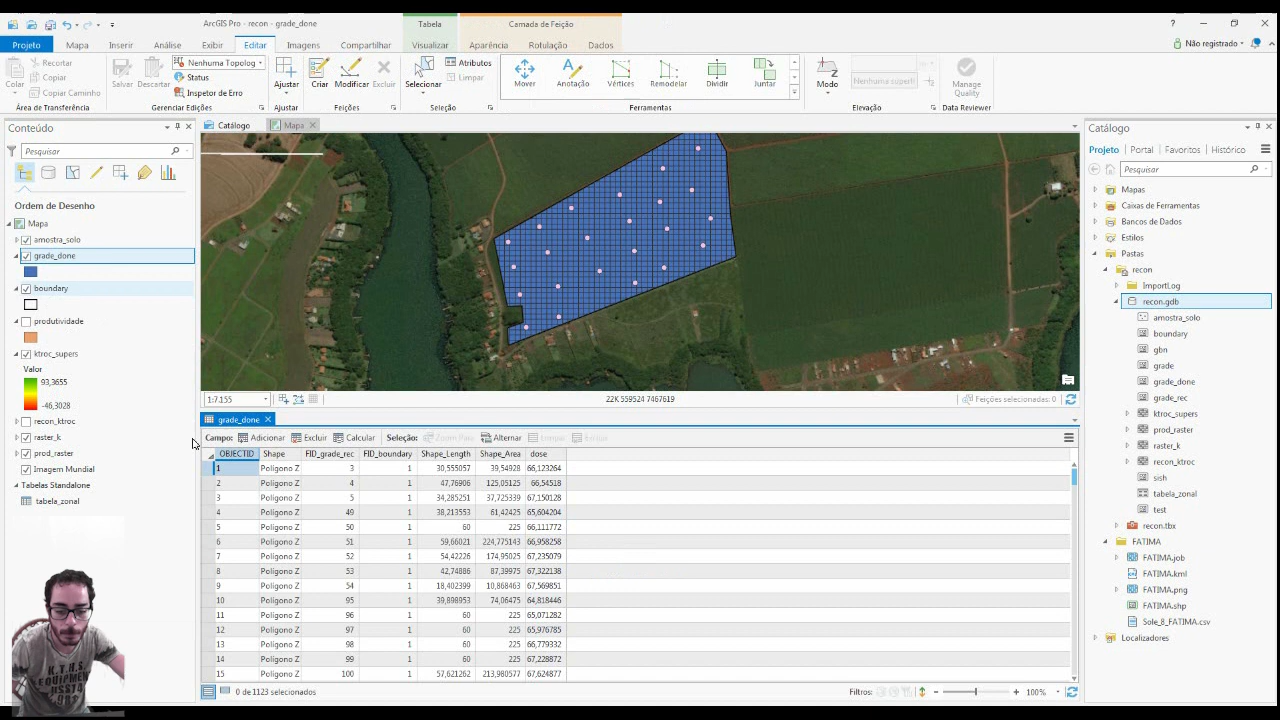 ArcGIS Pro - recon - grade_done
Tabela
Camada de Feição
?
Projeto Mapa Inserir Análise Exibir Editar Imagens Compartilhar Visualizar Aparência Rotulação Dados
Não registrado
Colar
Recortar
Copiar
Copiar Caminho
Área de Transferência
Salvar
Descartar
Nenhuma Topolog
Status
Inspetor de Erro
Gerenciar Edições
Ajustar
Ajustar
Criar
Modificar
Excluir
Feições
Selecionar
Atributos
Limpar
Seleção
Mover
Anotação
Vértices
Remodelar
Dividir
Juntar
Ferramentas
Modo
Nenhuma superfí
Elevação
Manage Quality
Data Reviewer
Conteúdo
Pesquisar
Ordem de Desenho
Mapa
amostra_solo
grade_done
boundary
produtividade
ktroc_supers
Valor
93,3655
-46,3028
recon_ktroc
raster_k
prod_raster
Imagem Mundial
Tabelas Standalone
tabela_zonal
Catálogo Mapa
1:7.155
22K 559524 7467619
Feições selecionadas: 0
grade_done
Campo: Adicionar Excluir Calcular Seleção: Zoom Para Alternar Limpar Excluir
OBJECTID Shape FID_grade_rec FID_boundary Shape_Length Shape_Area dose
1 Polígono Z 3 1 30,555057 39,54928 66,123264
2 Polígono Z 4 1 47,76906 125,05125 66,54518
3 Polígono Z 5 1 34,285251 37,725339 67,150128
4 Polígono Z 49 1 38,213553 61,42425 65,604204
5 Polígono Z 50 1 60 225 66,111772
6 Polígono Z 51 1 59,66021 224,775143 66,958258
7 Polígono Z 52 1 54,42226 174,95025 67,235079
8 Polígono Z 53 1 42,74886 87,39975 67,322138
9 Polígono Z 54 1 18,402399 10,868463 67,569851
10 Polígono Z 95 1 39,898953 74,06475 64,818446
11 Polígono Z 96 1 60 225 65,071282
12 Polígono Z 97 1 60 225 65,976785
13 Polígono Z 98 1 60 225 66,779332
14 Polígono Z 99 1 60 225 67,228872
15 Polígono Z 100 1 57,621262 213,980577 67,624877
0 de 1123 selecionados
Filtros:
100%
Catálogo
Projeto Portal Favoritos Histórico
Pesquisar
Mapas
Caixas de Ferramentas
Bancos de Dados
Estilos
Pastas
recon
ImportLog
recon.gdb
amostra_solo
boundary
gbn
grade
grade_done
grade_rec
ktroc_supers
prod_raster
raster_k
recon_ktroc
sish
tabela_zonal
test
recon.tbx
FATIMA
FATIMA.job
FATIMA.kml
FATIMA.png
FATIMA.shp
Sole_8_FATIMA.csv
Localizadores